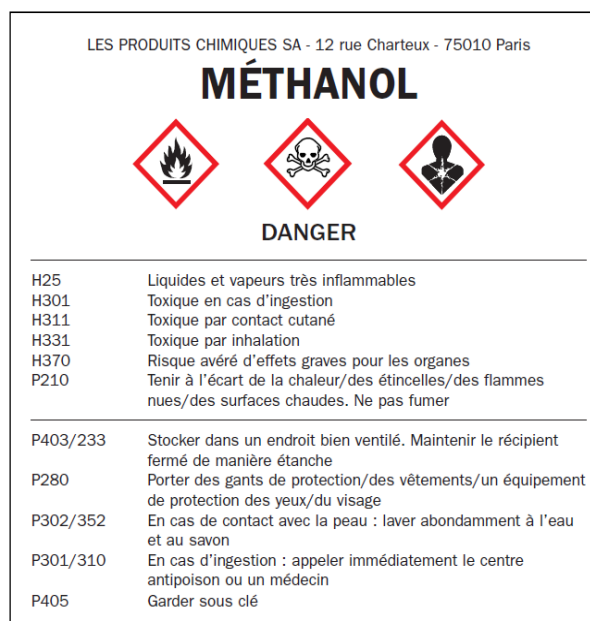 LES PRODUITS CHIMIQUES SA - 12 rue Charteux - 75010 Paris
MÉTHANOL
DANGER
H25 Liquides et vapeurs très inflammables
H301 Toxique en cas d'ingestion
H311 Toxique par contact cutané
H331 Toxique par inhalation
H370 Risque avéré d'effets graves pour les organes
P210 Tenir à l'écart de la chaleur/des étincelles/des flammes
nues/des surfaces chaudes. Ne pas fumer
P403/233 Stocker dans un endroit bien ventilé. Maintenir le récipient
fermé de manière étanche
P280 Porter des gants de protection/des vêtements/un équipement
de protection des yeux/du visage
P302/352 En cas de contact avec la peau : laver abondamment à l'eau
et au savon
P301/310 En cas d'ingestion : appeler immédiatement le centre
antipoison ou un médecin
P405 Garder sous clé